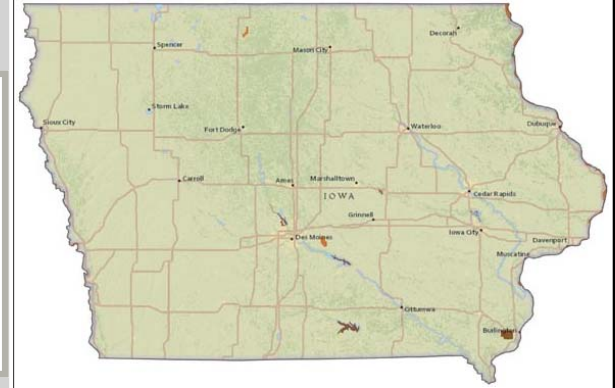 Decorah
Spencer
Mason City
Storm Lake
Sioux City
Fort Dodge
Waterloo
Dubuque
Carroll
Ames
Marshalltown
IOWA
Cedar Rapids
Grinnell
Iowa City
Des Moines
Davenport
Muscatine
Ottumwa
Burlington